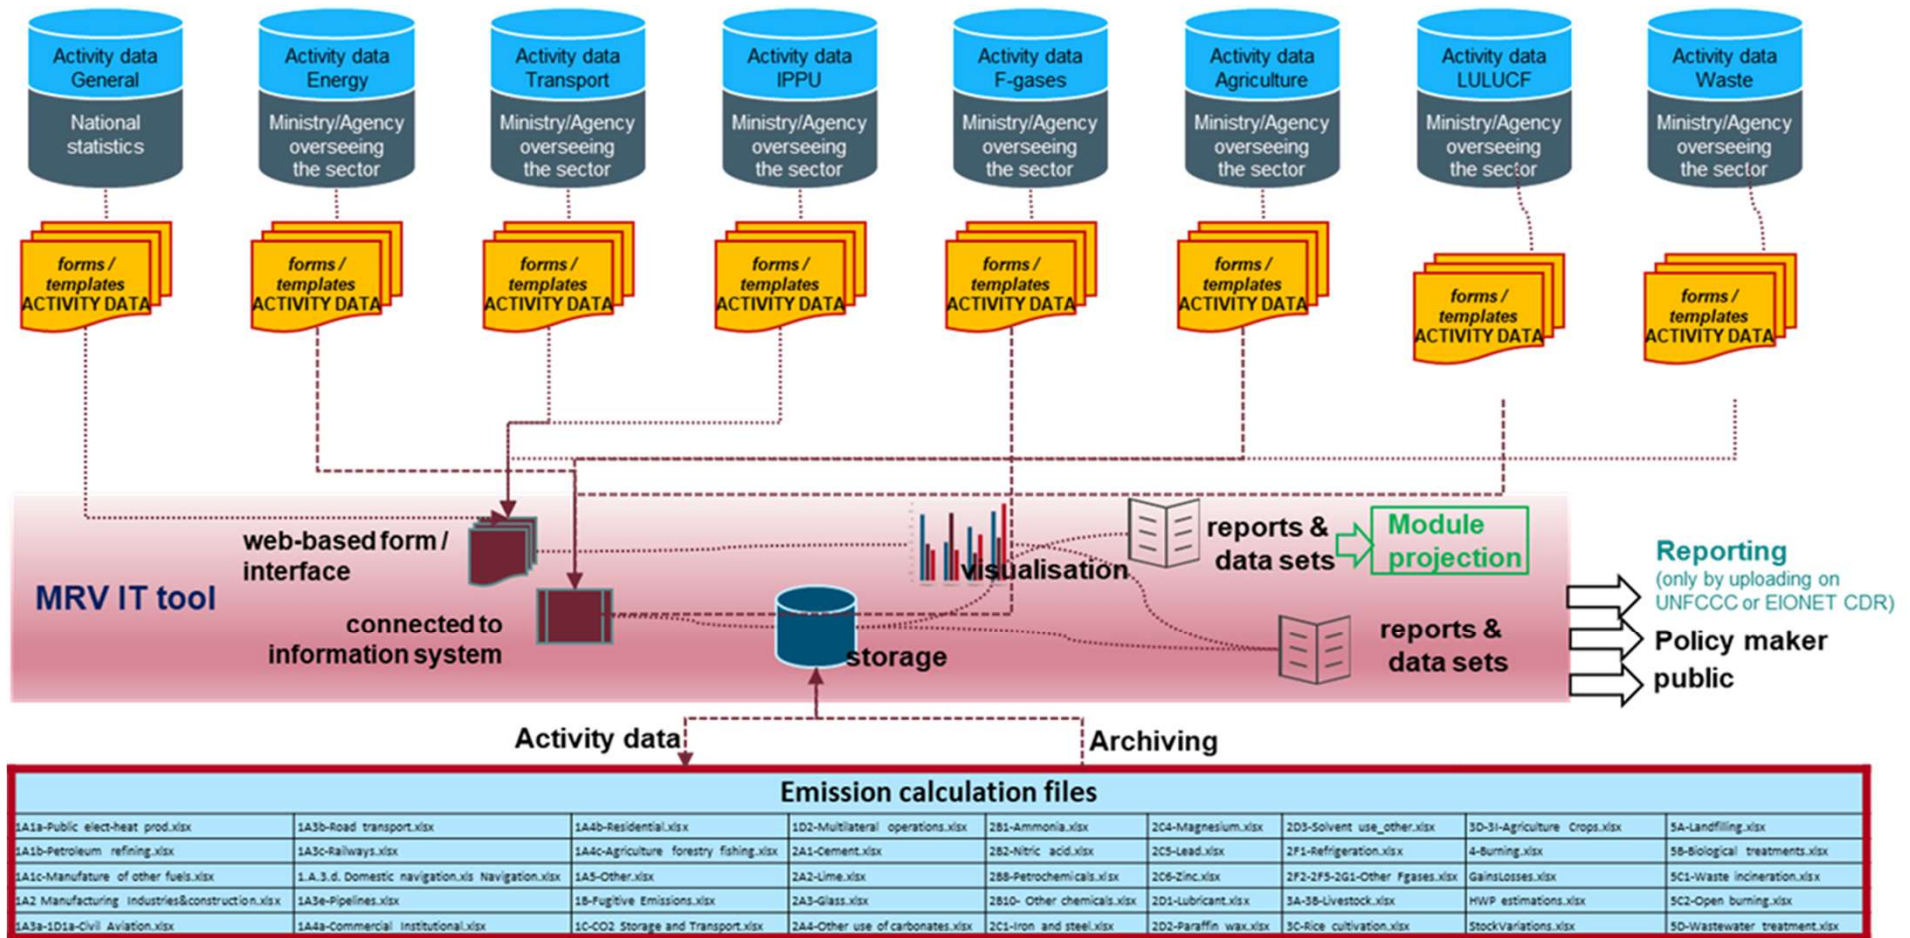 Activity data
General
National
statistics
Activity data
Energy
Ministry/Agency
overseeing
the sector
Activity data
Transport
Ministry/Agency
overseeing
the sector
Activity data
IPPU
Ministry/Agency
overseeing
the sector
Activity data
F-gases
Ministry/Agency
overseeing
the sector
Activity data
Agriculture
Ministry/Agency
overseeing
the sector
Activity data
LULUCF
Ministry/Agency
overseeing
the sector
Activity data
Waste
Ministry/Agency
overseeing
the sector
forms /
templates
ACTIVITY DATA
forms /
templates
ACTIVITY DATA
forms /
templates
ACTIVITY DATA
forms /
templates
ACTIVITY DATA
forms /
templates
ACTIVITY DATA
forms /
templates
ACTIVITY DATA
forms /
templates
ACTIVITY DATA
forms /
templates
ACTIVITY DATA
MRV IT tool
web-based form /
interface
connected to
information system
visualisation
storage
reports &
data sets
Module
projection
reports &
data sets
Reporting
(only by uploading on
UNFCCC or EIONET CDR)
Policy maker
public
Activity data
Archiving
Emission calculation files
1A1a-Public elect-heat prod.xlsx
1A3b-Road transport.xlsx
1A4b-Residential.xlsx
1D2-Multilateral operations.xlsx
2B1-Ammonia.xlsx
2C4-Magnesium.xlsx
2D3-Solvent use_other.xlsx
3D-3I-Agriculture Crops.xlsx
5A-Landfilling.xlsx
1A1b-Petroleum refining.xlsx
1A3c-Railways.xlsx
1A4c-Agriculture forestry fishing.xlsx
2A1-Cement.xlsx
2B2-Nitric acid.xlsx
2C5-Lead.xlsx
2F1-Refrigeration.xlsx
4-Burning.xlsx
5B-Biological treatments.xlsx
1A1c-Manufature of other fuels.xlsx
1.A.3.d. Domestic navigation.xls Navigation.xlsx
1A5-Other.xlsx
2A2-Lime.xlsx
2B8-Petrochemicals.xlsx
2C6-Zinc.xlsx
2F2-2F5-2G1-Other Fgases.xlsx
GainsLosses.xlsx
5C1-Waste incineration.xlsx
1A2 Manufacturing Industries&construction.xlsx
1A3e-Pipelines.xlsx
1B-Fugitive Emissions.xlsx
2A3-Glass.xlsx
2B10- Other chemicals.xlsx
2D1-Lubricant.xlsx
3A-3B-Livestock.xlsx
HWP estimations.xlsx
5C2-Open burning.xlsx
1A3a-1D1a-Civil Aviation.xlsx
1A4a-Commercial Institutional.xlsx
1C-CO2 Storage and Transport.xlsx
2A4-Other use of carbonates.xlsx
2C1-Iron and steel.xlsx
2D2-Paraffin wax.xlsx
3C-Rice cultivation.xlsx
StockVariations.xlsx
5D-Wastewater treatment.xlsx